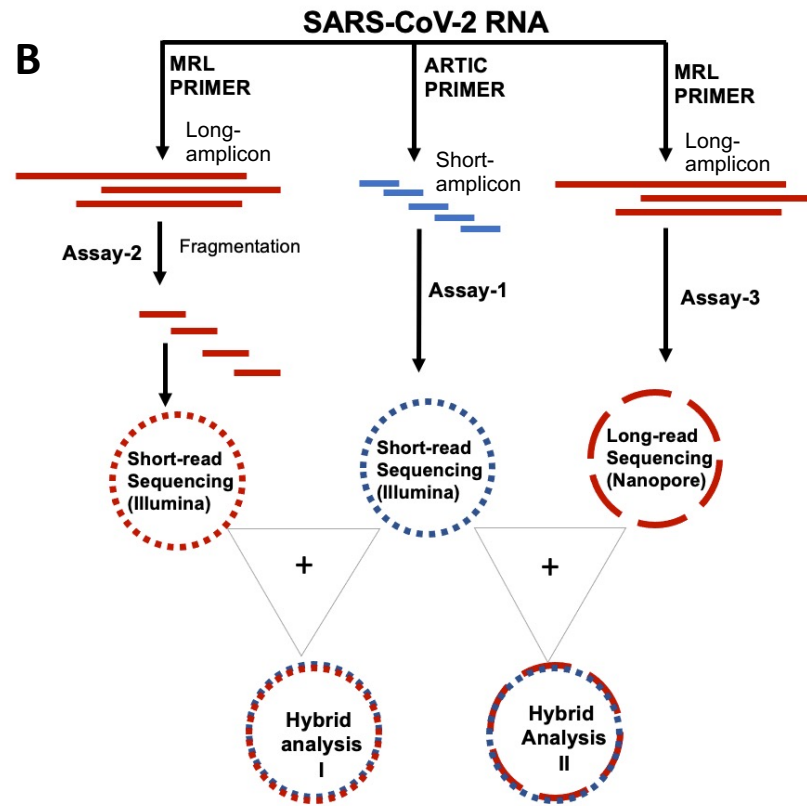 SARS-CoV-2 RNA
B
MRL
PRIMER
ARTIC
PRIMER
MRL
PRIMER
Long-
amplicon
Short-
amplicon
Long-
amplicon
Assay-2
Fragmentation
Assay-1
Assay-3
Short-read
Sequencing
(Illumina)
Short-read
Sequencing
(Illumina)
Long-read
Sequencing
(Nanopore)
+
+
Hybrid
analysis
I
Hybrid
Analysis
II